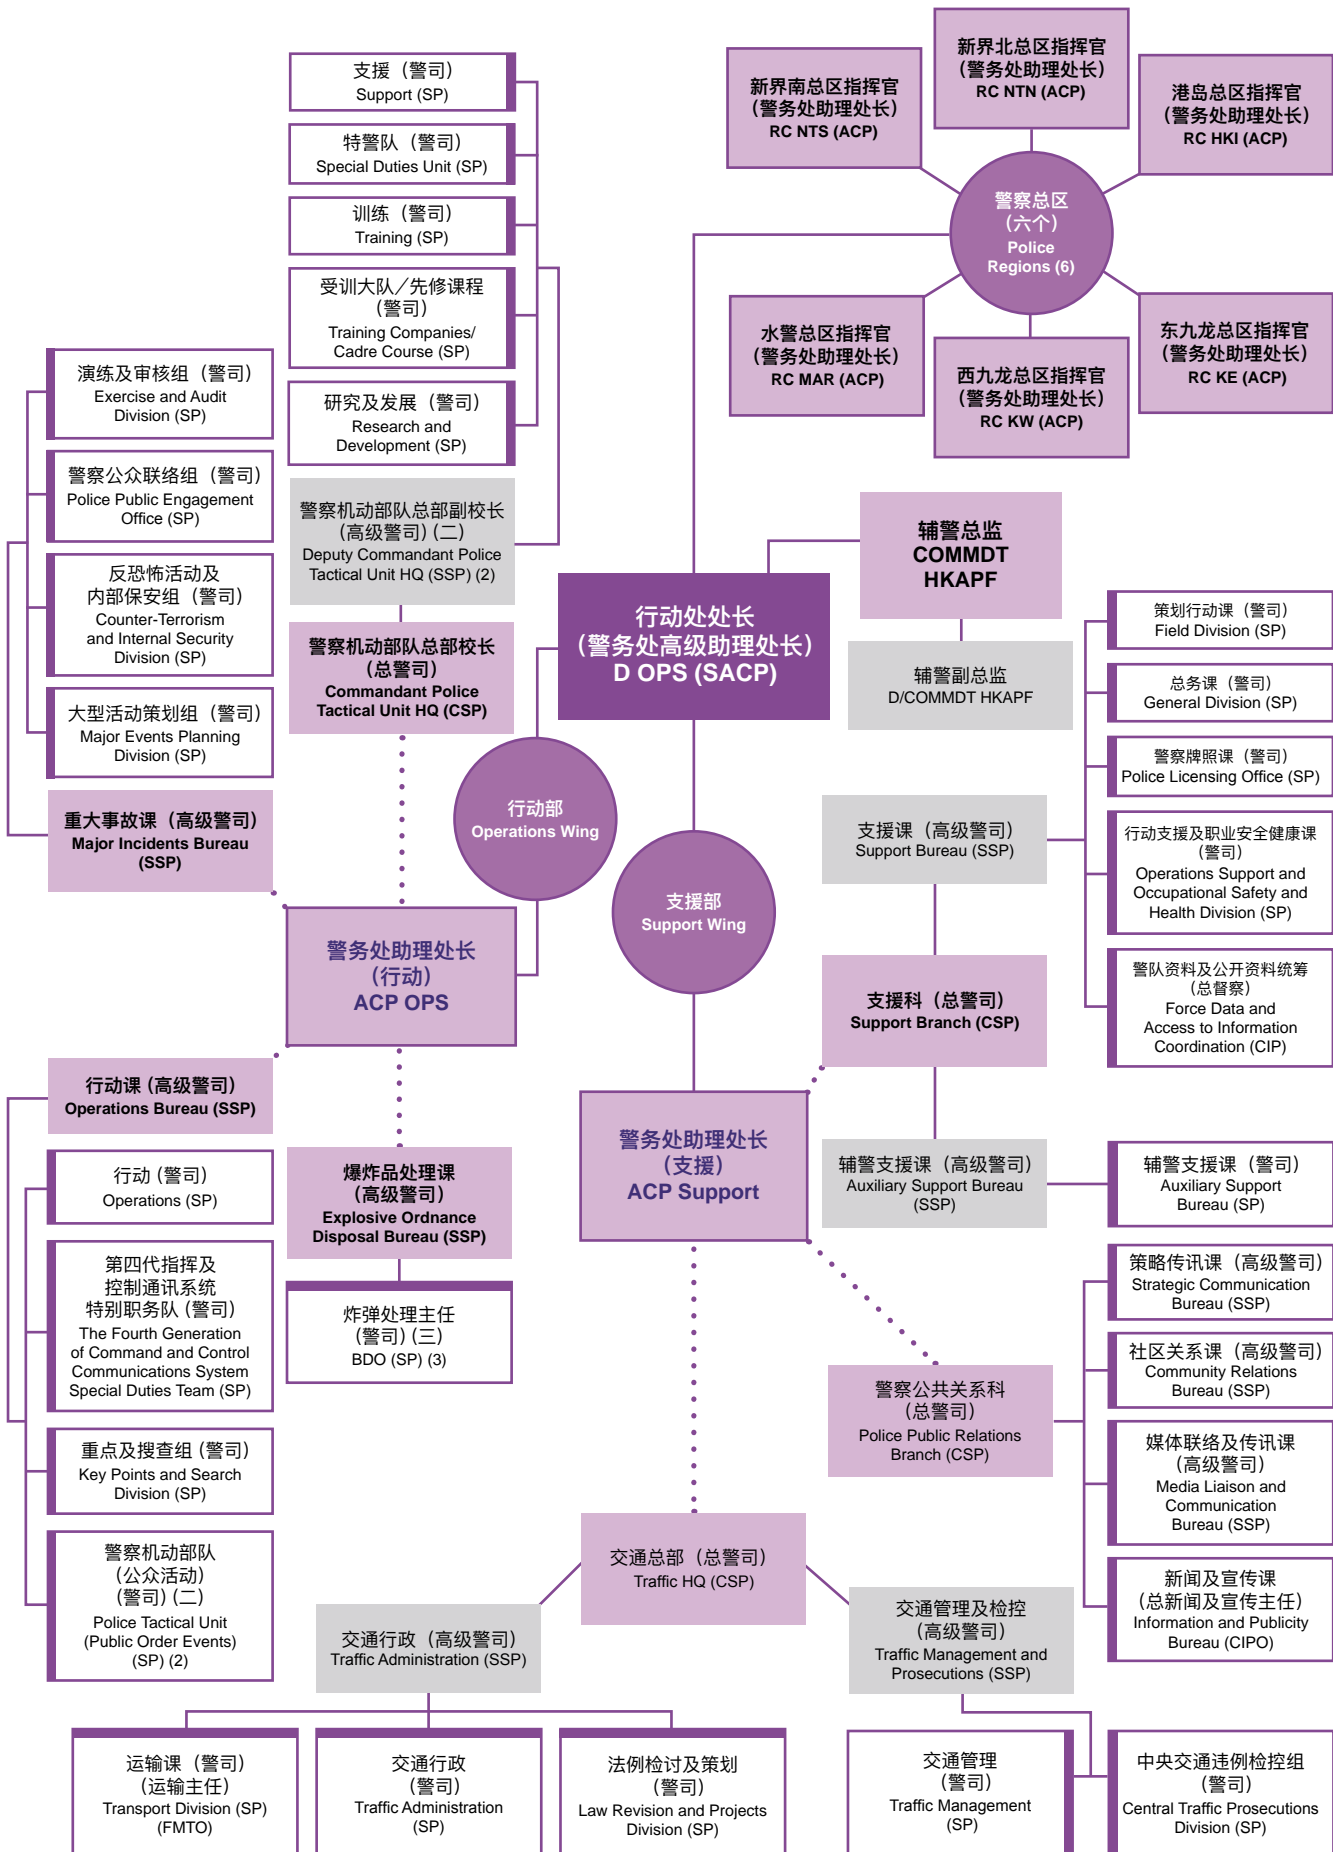 支援（警司）
Support (SP)
特警队（警司）
Special Duties Unit (SP)
训练（警司）
Training (SP)
受训大队／先修课程
(警司)
Training Companies/
Cadre Course (SP)
研究及发展（警司）
Research and
Development (SP)
警察机动部队总部副校长
(高级警司) (二)
Deputy Commandant Police
Tactical Unit HQ (SSP) (2)
警察机动部队总部校长
(总警司)
Commandant Police
Tactical Unit HQ (CSP)
演练及审核组（警司）
Exercise and Audit
Division (SP)
警察公众联络组（警司）
Police Public Engagement
Office (SP)
反恐怖活动及
内部保安组（警司）
Counter-Terrorism
and Internal Security
Division (SP)
大型活动策划组（警司）
Major Events Planning
Division (SP)
重大事故课（高级警司）
Major Incidents Bureau
(SSP)
新界南总区指挥官
(警务处助理处长)
RC NTS (ACP)
新界北总区指挥官
(警务处助理处长)
RC NTN (ACP)
港岛总区指挥官
(警务处助理处长)
RC HKI (ACP)
警察总区
(六个)
Police
Regions (6)
水警总区指挥官
(警务处助理处长)
RC MAR (ACP)
西九龙总区指挥官
(警务处助理处长)
RC KW (ACP)
东九龙总区指挥官
(警务处助理处长)
RC KE (ACP)
辅警总监
COMMDT
HKAPF
行动处处长
(警务处高级助理处长)
D OPS (SACP)
辅警副总监
D/COMMDT HKAPF
行动部
Operations Wing
支援部
Support Wing
策划行动课（警司）
Field Division (SP)
总务课（警司）
General Division (SP)
警察牌照课（警司）
Police Licensing Office (SP)
行动支援及职业安全健康课
(警司)
Operations Support and
Occupational Safety and
Health Division (SP)
警队资料及公开资料统筹
(总督察)
Force Data and
Access to Information
Coordination (CIP)
支援课（高级警司）
Support Bureau (SSP)
支援科（总警司）
Support Branch (CSP)
警务处助理处长
(行动)
ACP OPS
行动课 (高级警司)
Operations Bureau (SSP)
行动 (警司)
Operations (SP)
第四代指挥及
控制通讯系统
特别职务队 (警司)
The Fourth Generation
of Command and Control
Communications System
Special Duties Team (SP)
重点及搜查组 (警司)
Key Points and Search
Division (SP)
警察机动部队
(公众活动)
(警司) (二)
Police Tactical Unit
(Public Order Events)
(SP) (2)
爆炸品处理课
(高级警司)
Explosive Ordnance
Disposal Bureau (SSP)
炸弹处理主任
(警司) (三)
BDO (SP) (3)
警务处助理处长
(支援)
ACP Support
辅警支援课（高级警司）
Auxiliary Support Bureau
(SSP)
辅警支援课（警司）
Auxiliary Support
Bureau (SP)
策略传讯课（高级警司）
Strategic Communication
Bureau (SSP)
社区关系课（高级警司）
Community Relations
Bureau (SSP)
媒体联络及传讯课
(高级警司)
Media Liaison and
Communication
Bureau (SSP)
新闻及宣传课
(总新闻及宣传主任)
Information and Publicity
Bureau (CIPO)
警察公共关系科
(总警司)
Police Public Relations
Branch (CSP)
交通总部（总警司）
Traffic HQ (CSP)
交通行政（高级警司）
Traffic Administration (SSP)
交通管理及检控
(高级警司)
Traffic Management and
Prosecutions (SSP)
运输课（警司）
(运输主任)
Transport Division (SP)
(FMTO)
交通行政
(警司)
Traffic Administration
(SP)
法例检讨及策划
(警司)
Law Revision and Projects
Division (SP)
交通管理
(警司)
Traffic Management
(SP)
中央交通违例检控组
(警司)
Central Traffic Prosecutions
Division (SP)